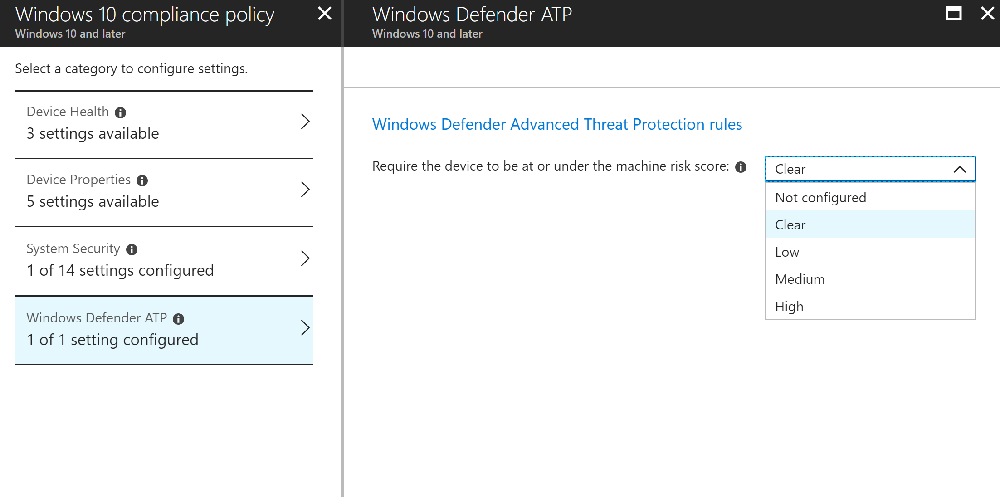 Windows 10 compliance policy
Windows 10 and later
Select a category to configure settings.
Device Health
3 settings available
Device Properties
5 settings available
System Security
1 of 14 settings configured
Windows Defender ATP
1 of 1 setting configured
Windows Defender ATP
Windows 10 and later
Windows Defender Advanced Threat Protection rules
Require the device to be at or under the machine risk score:
Clear
Not configured
Clear
Low
Medium
High